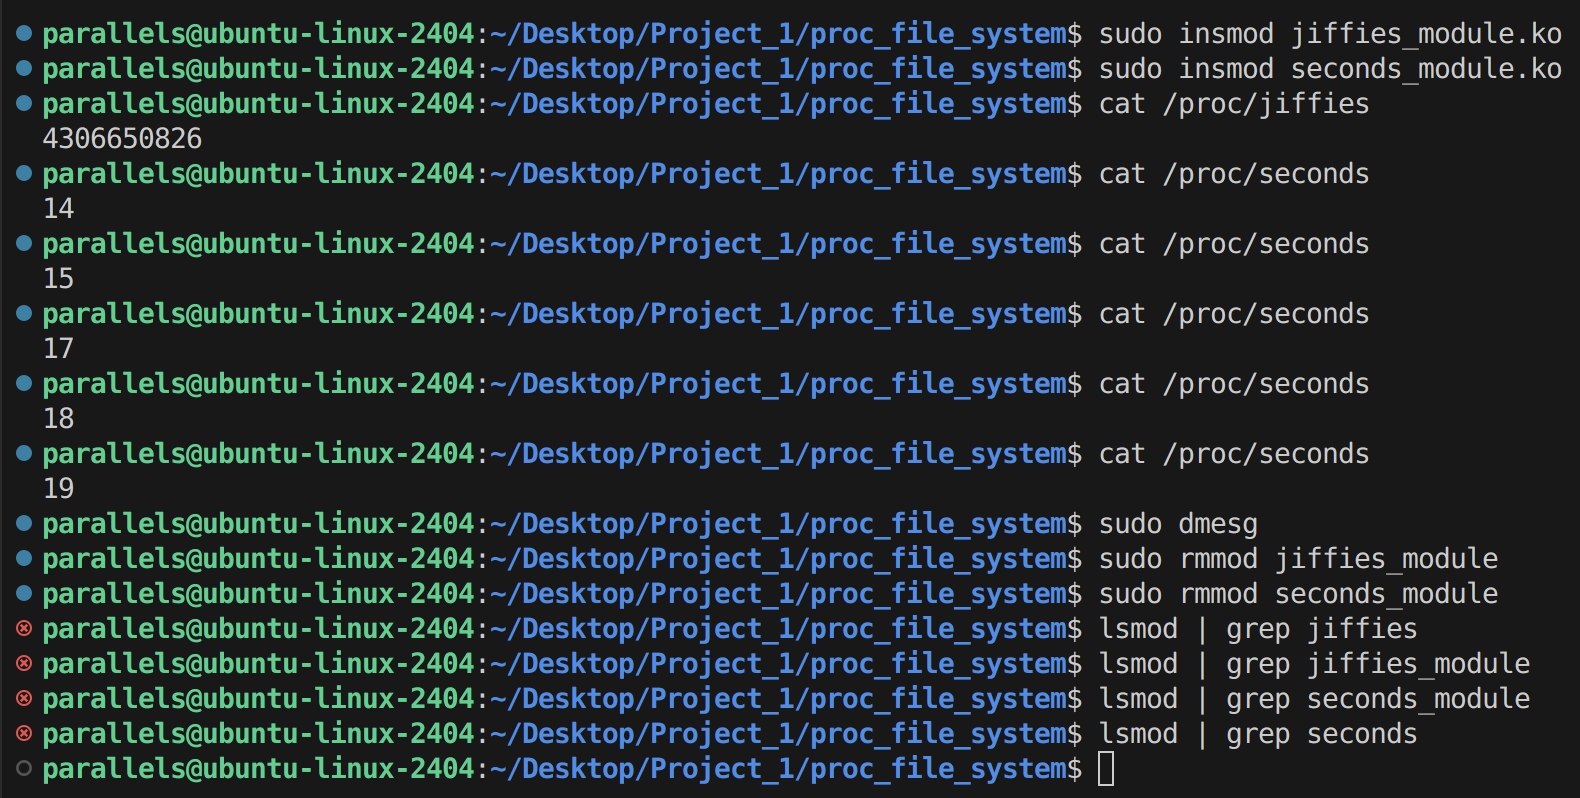 parallels@ubuntu-linux-2404:~/Desktop/Project_1/proc_file_system$ sudo insmod jiffies_module.ko
parallels@ubuntu-linux-2404:~/Desktop/Project_1/proc_file_system$ sudo insmod seconds_module.ko
parallels@ubuntu-linux-2404:~/Desktop/Project_1/proc_file_system$ cat /proc/jiffies
4306650826
parallels@ubuntu-linux-2404:~/Desktop/Project_1/proc_file_system$ cat /proc/seconds
14
parallels@ubuntu-linux-2404:~/Desktop/Project_1/proc_file_system$ cat /proc/seconds
15
parallels@ubuntu-linux-2404:~/Desktop/Project_1/proc_file_system$ cat /proc/seconds
17
parallels@ubuntu-linux-2404:~/Desktop/Project_1/proc_file_system$ cat /proc/seconds
18
parallels@ubuntu-linux-2404:~/Desktop/Project_1/proc_file_system$ cat /proc/seconds
19
parallels@ubuntu-linux-2404:~/Desktop/Project_1/proc_file_system$ sudo dmesg
parallels@ubuntu-linux-2404:~/Desktop/Project_1/proc_file_system$ sudo rmmod jiffies_module
parallels@ubuntu-linux-2404:~/Desktop/Project_1/proc_file_system$ sudo rmmod seconds_module
parallels@ubuntu-linux-2404:~/Desktop/Project_1/proc_file_system$ lsmod | grep jiffies
parallels@ubuntu-linux-2404:~/Desktop/Project_1/proc_file_system$ lsmod | grep jiffies_module
parallels@ubuntu-linux-2404:~/Desktop/Project_1/proc_file_system$ lsmod | grep seconds_module
parallels@ubuntu-linux-2404:~/Desktop/Project_1/proc_file_system$ lsmod | grep seconds
parallels@ubuntu-linux-2404:~/Desktop/Project_1/proc_file_system$